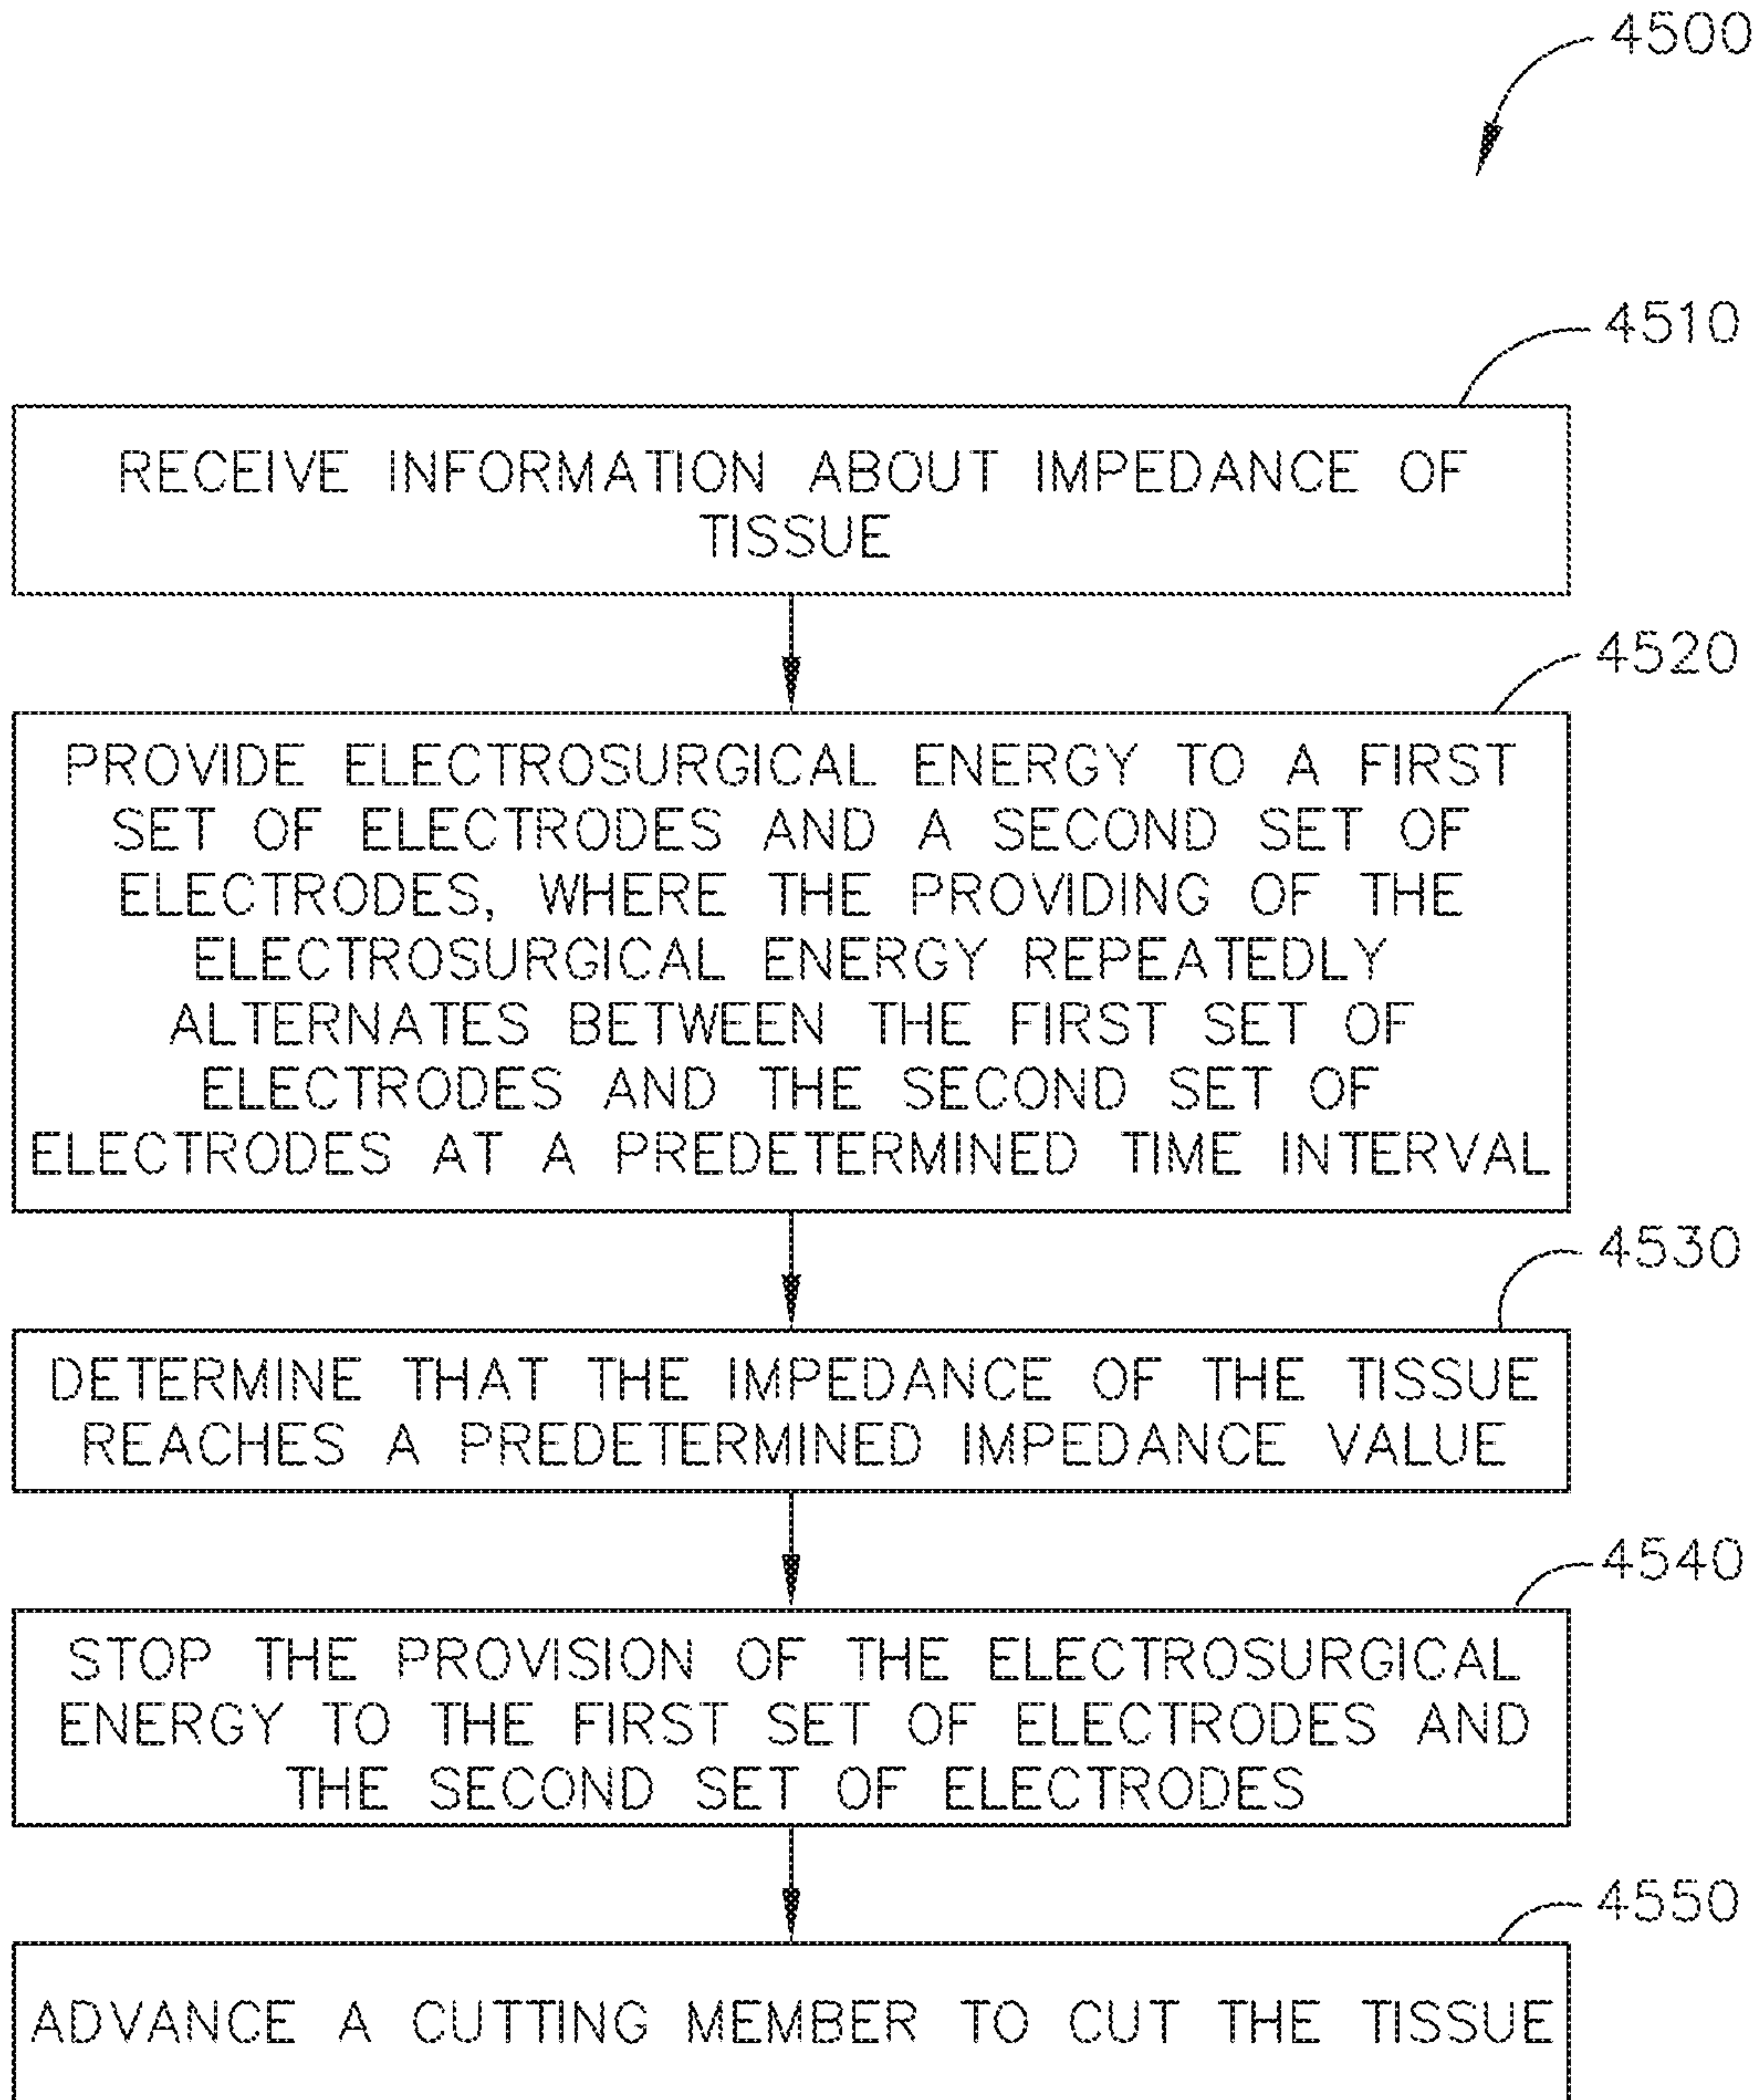 4500
4510
RECEIVE INFORMATION ABOUT IMPEDANCE OF
TISSUE
4520
PROVIDE ELECTROSURGICAL ENERGY TO A FIRST
SET OF ELECTRODES AND A SECOND SET OF
ELECTRODES, WHERE THE PROVIDING OF THE
ELECTROSURGICAL ENERGY REPEATEDLY
ALTERNATES BETWEEN THE FIRST SET OF
ELECTRODES AND THE SECOND SET OF
ELECTRODES AT A PREDETERMINED TIME INTERVAL
4530
DETERMINE THAT THE IMPEDANCE OF THE TISSUE
REACHES A PREDETERMINED IMPEDANCE VALUE
4540
STOP THE PROVISION OF THE ELECTROSURGICAL
ENERGY TO THE FIRST SET OF ELECTRODES AND
THE SECOND SET OF ELECTRODES
4550
ADVANCE A CUTTING MEMBER TO CUT THE TISSUE